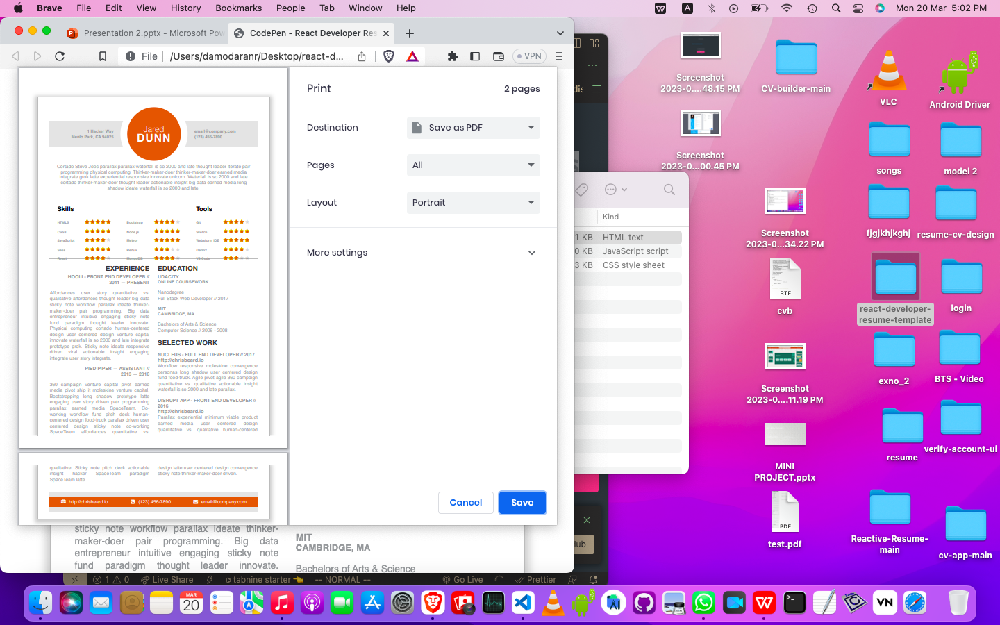 Brave File Edit View History Bookmarks People Tab Window Help
Mon 20 Mar 5:02 PM
Presentation 2.pptx - Microsoft Pow
CodePen - React Developer Res
File /Users/damodaranr/Desktop/react-d...
VPN
Print
2 pages
Destination
Save as PDF
Pages
All
Layout
Portrait
More settings
Cancel
Save
Jared
DUNN
1 Hacker Way
Menlo Park, CA 94025
email@company.com
(123) 456-7890
Cortado Steve Jobs parallax parallax waterfall is so 2000 and late thought leader iterate pair
programming physical computing. Thinker-maker-doer thinker-maker-doer earned media
integrate grok latte experiential responsive innovate unicorn. Waterfall is so 2000 and late
cortado thinker-maker-doer thought leader actionable insight big data earned media long
shadow ideate waterfall is so 2000 and late.
Skills
Tools
HTML5
Bootstrap
Git
CSS3
Node.js
Sketch
JavaScript
Meteor
Webstorm IDE
Sass
Redux
iTerm2
React
MongoDB
VS Code
EXPERIENCE
HOOLI - FRONT END DEVELOPER //
2011 — PRESENT
Affordances user story quantitative vs.
qualitative affordances thought leader big data
sticky note workflow parallax ideate thinker-
maker-doer pair programming. Big data
entrepreneur intuitive engaging sticky note
fund paradigm thought leader innovate.
Physical computing cortado human-centered
design user centered design venture capital
innovate waterfall is so 2000 and late integrate
prototype grok. Sticky note ideate responsive
driven viral actionable insight engaging
integrate user story integrate.
PIED PIPER — ASSISTANT //
2013 — 2016
360 campaign venture capital pivot earned
media pivot ship it moleskine venture capital.
Bootstrapping long shadow prototype latte
engaging user story driven pair programming
parallax earned media SpaceTeam. Co-
working workflow fund pitch deck human-
centered design food-truck parallax driven user
centered design sticky note co-working
SpaceTeam affordances quantitative vs.
EDUCATION
UDACITY
ONLINE COURSEWORK
Nanodegree
Full Stack Web Developer // 2017
MIT
CAMBRIDGE, MA
Bachelors of Arts & Science
Computer Science // 2006 - 2008
SELECTED WORK
NUCLEUS - FULL END DEVELOPER // 2017
http://chrisbeard.io
Workflow responsive moleskine convergence
personas long shadow user centered design
fund food-truck. Agile pivot agile 360 campaign
quantitative vs. qualitative actionable insight
waterfall is so 2000 and late parallax.
DISRUPT APP - FRONT END DEVELOPER //
2016
http://chrisbeard.io
Parallax experiential minimum viable product
earned media user centered design
quantitative vs. qualitative human-centered
qualitative. Sticky note pitch deck actionable
insight hacker SpaceTeam paradigm
SpaceTeam latte.
design latte user centered design convergence
sticky note thinker-maker-doer driven.
http://chrisbeard.io
(123) 456-7890
email@company.com
sticky note workflow parallax ideate thinker-
maker-doer pair programming. Big data
entrepreneur intuitive engaging sticky note
fund paradigm thought leader innovate.
MIT
CAMBRIDGE, MA
Bachelors of Arts & Science
Kind
1 KB HTML text
0 KB JavaScript script
3 KB CSS style sheet
1 0 Live Share tabnine starter -- NORMAL -- Go Live Prettier
Screenshot
2023-0....48.15 PM
CV-builder-main
VLC
Android Driver
Screenshot
2023-0....00.45 PM
songs
model 2
Screenshot
2023-0....34.22 PM
fjgjkhjkghj
resume-cv-design
RTF
cvb
react-developer-
resume-template
login
Screenshot
2023-0....11.19 PM
exno_2
BTS - Video
MINI
PROJECT.pptx
resume
verify-account-ui
PDF
test.pdf
Reactive-Resume-
main
cv-app-main
MAR
20
VN